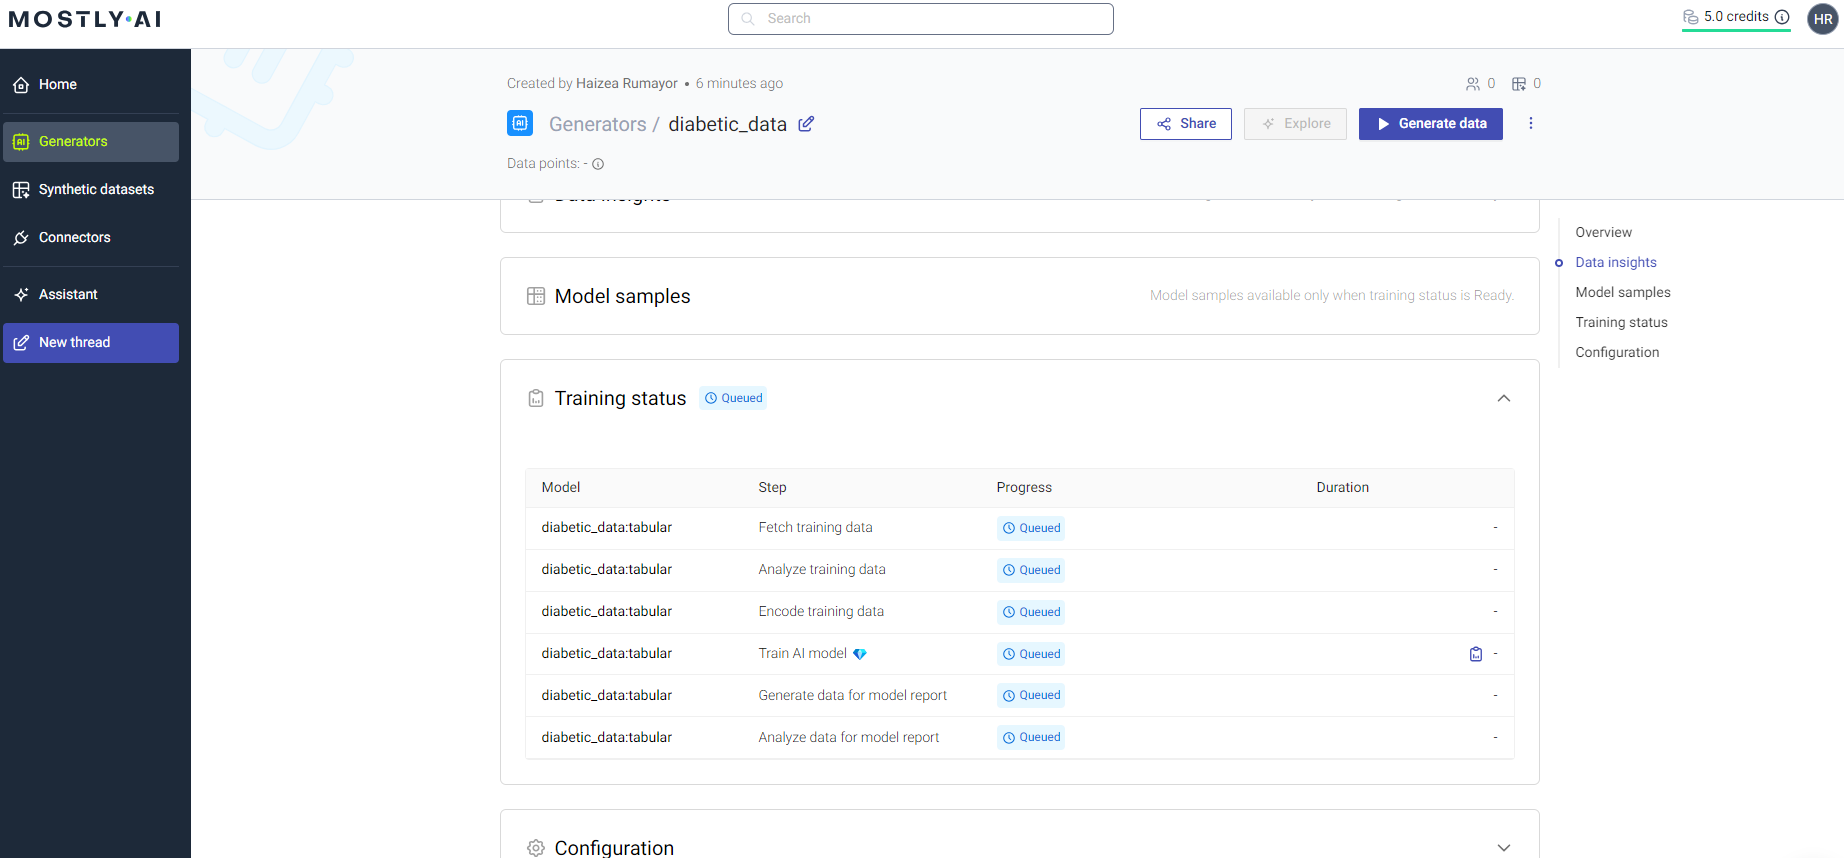 MOSTLY·AI
Search
5.0 credits
HR
Home
Generators
Synthetic datasets
Connectors
Assistant
New thread
Created by Haizea Rumayor • 6 minutes ago
0
0
Generators / diabetic_data
Share
Explore
Generate data
Data points: -
Data insights
Model samples
Model samples available only when training status is Ready.
Training status
Queued
Model Step Progress Duration
diabetic_data:tabular Fetch training data Queued -
diabetic_data:tabular Analyze training data Queued -
diabetic_data:tabular Encode training data Queued -
diabetic_data:tabular Train AI model Queued -
diabetic_data:tabular Generate data for model report Queued -
diabetic_data:tabular Analyze data for model report Queued -
Configuration
Overview
Data insights
Model samples
Training status
Configuration